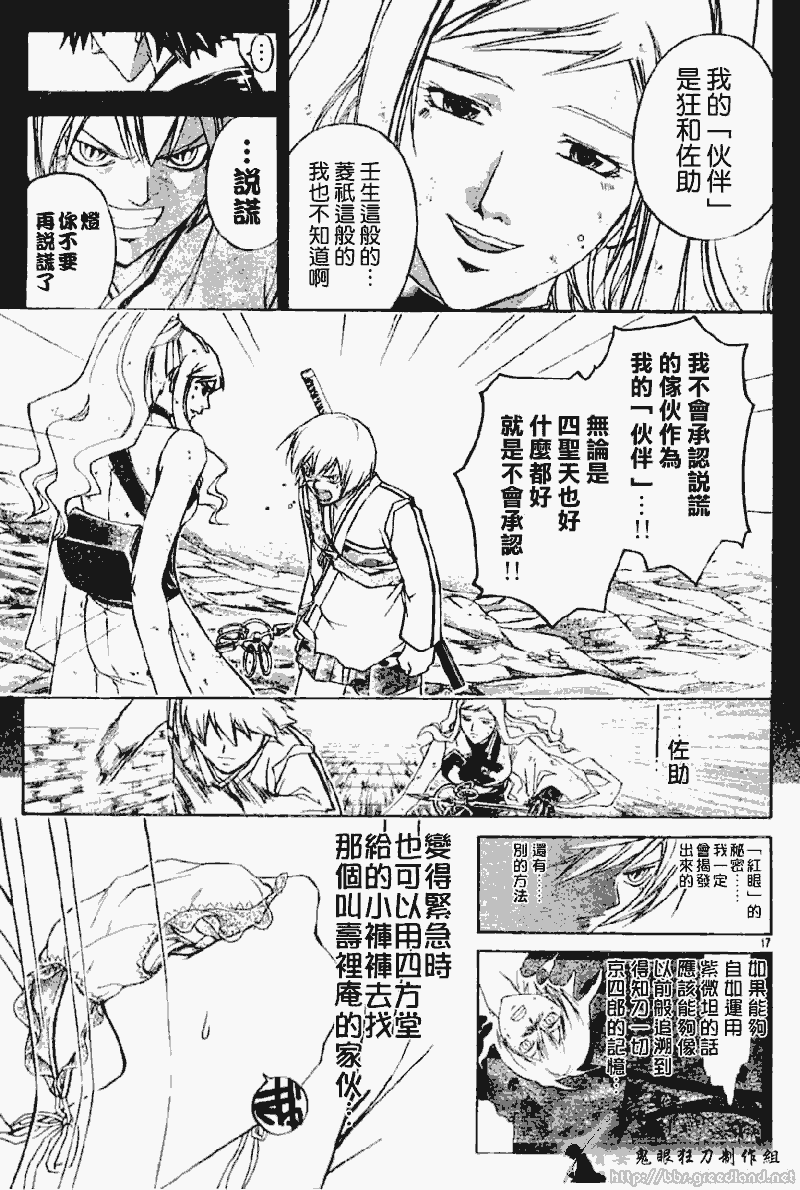 我的「伙伴」
是狂和佐助
壬生這般的…
菱祇這般的
我也不知道啊
…
…說謊
燈
你不要
再說謊了
我不會承認說謊
的傢伙作為
我的「伙伴」…!!
無論是
四聖天也好
什麼都好
就是不會承認!!
……佐助
「紅眼」的
秘密……
我一定
會揭發
出來的
還有……
別的方法
17
如果能夠
自如運用
紫微坦的話
應該能夠像
以前般追溯到
得知刀一切
京四郎的記憶…
變得緊急時
也可以用四方堂
給的小褲褲去找
那個叫壽裡庵的家伙…
鬼眼狂刀制作組
http://bbs.greedland.net